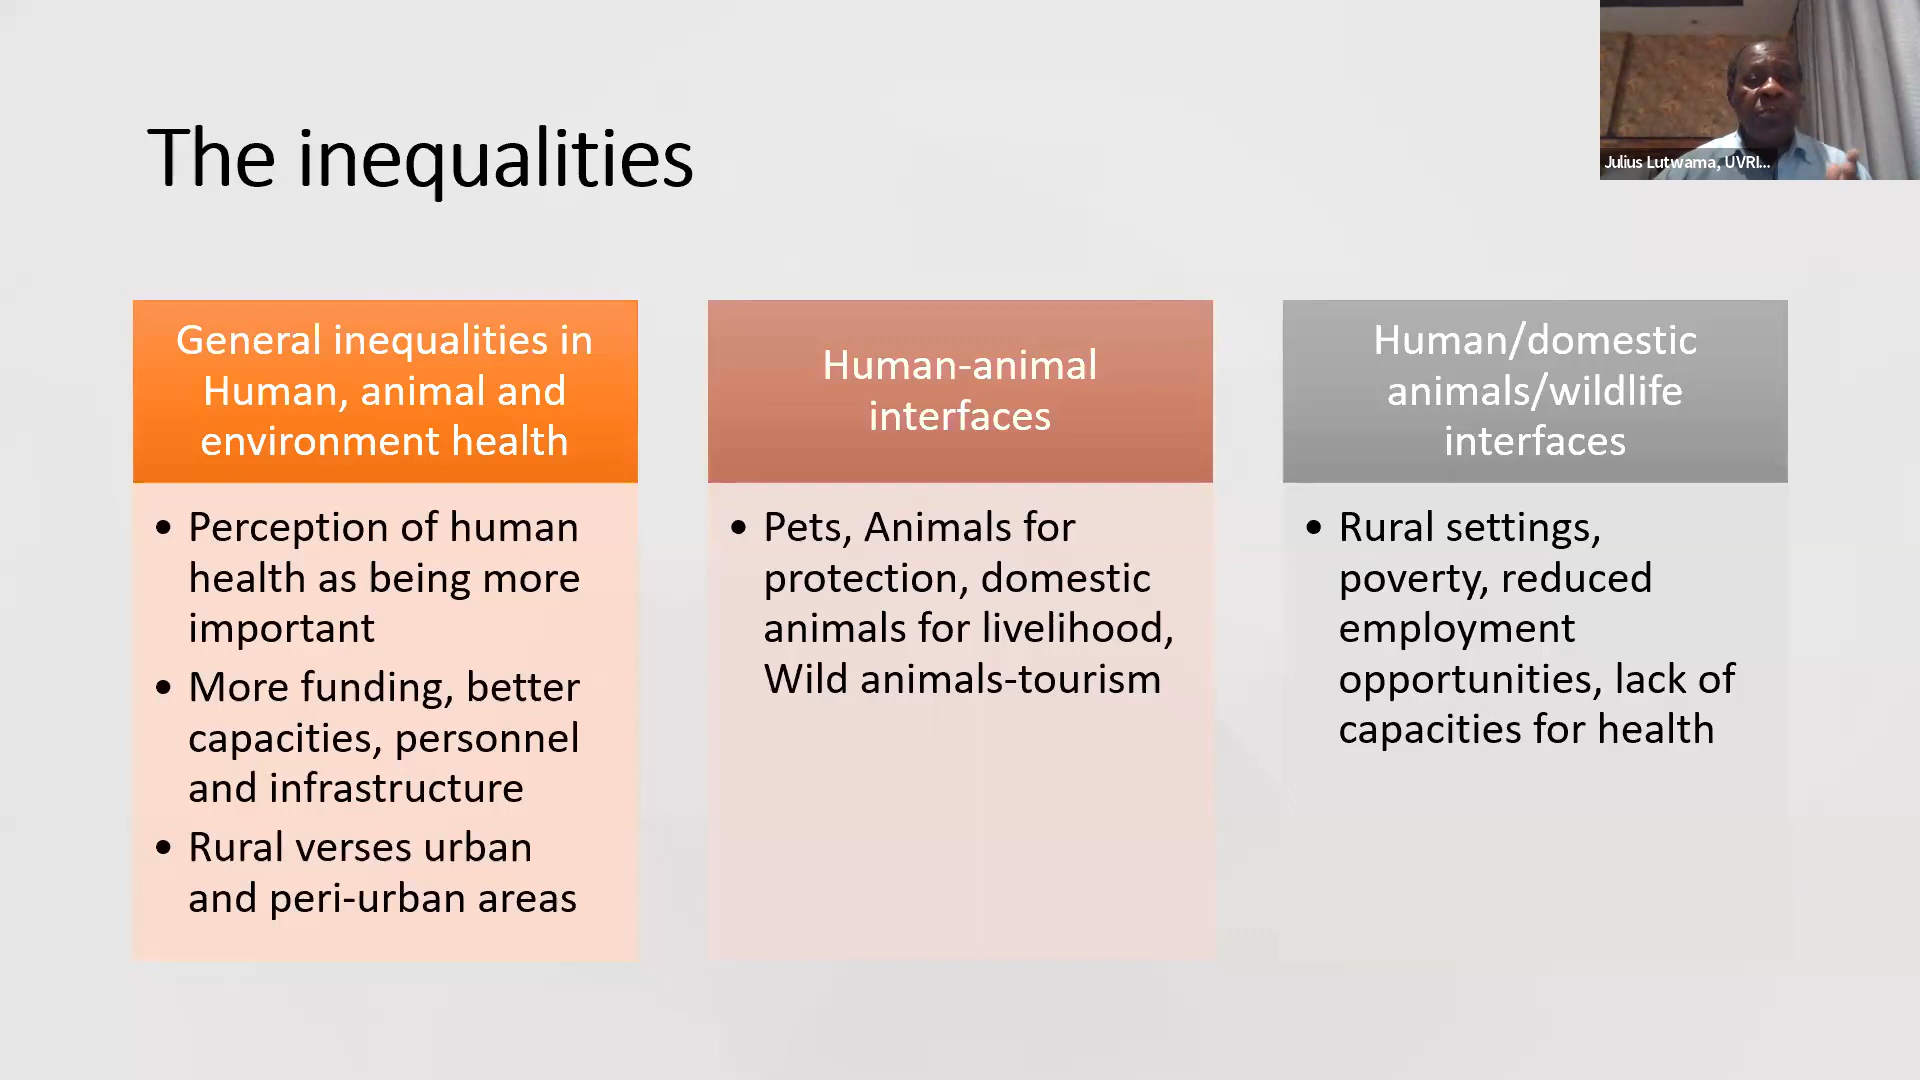 The inequalities
Julius Lutwama, UVRI...
General inequalities in
Human, animal and
environment health
• Perception of human
health as being more
important
• More funding, better
capacities, personnel
and infrastructure
• Rural verses urban
and peri-urban areas
Human-animal
interfaces
• Pets, Animals for
protection, domestic
animals for livelihood,
Wild animals-tourism
Human/domestic
animals/wildlife
interfaces
• Rural settings,
poverty, reduced
employment
opportunities, lack of
capacities for health